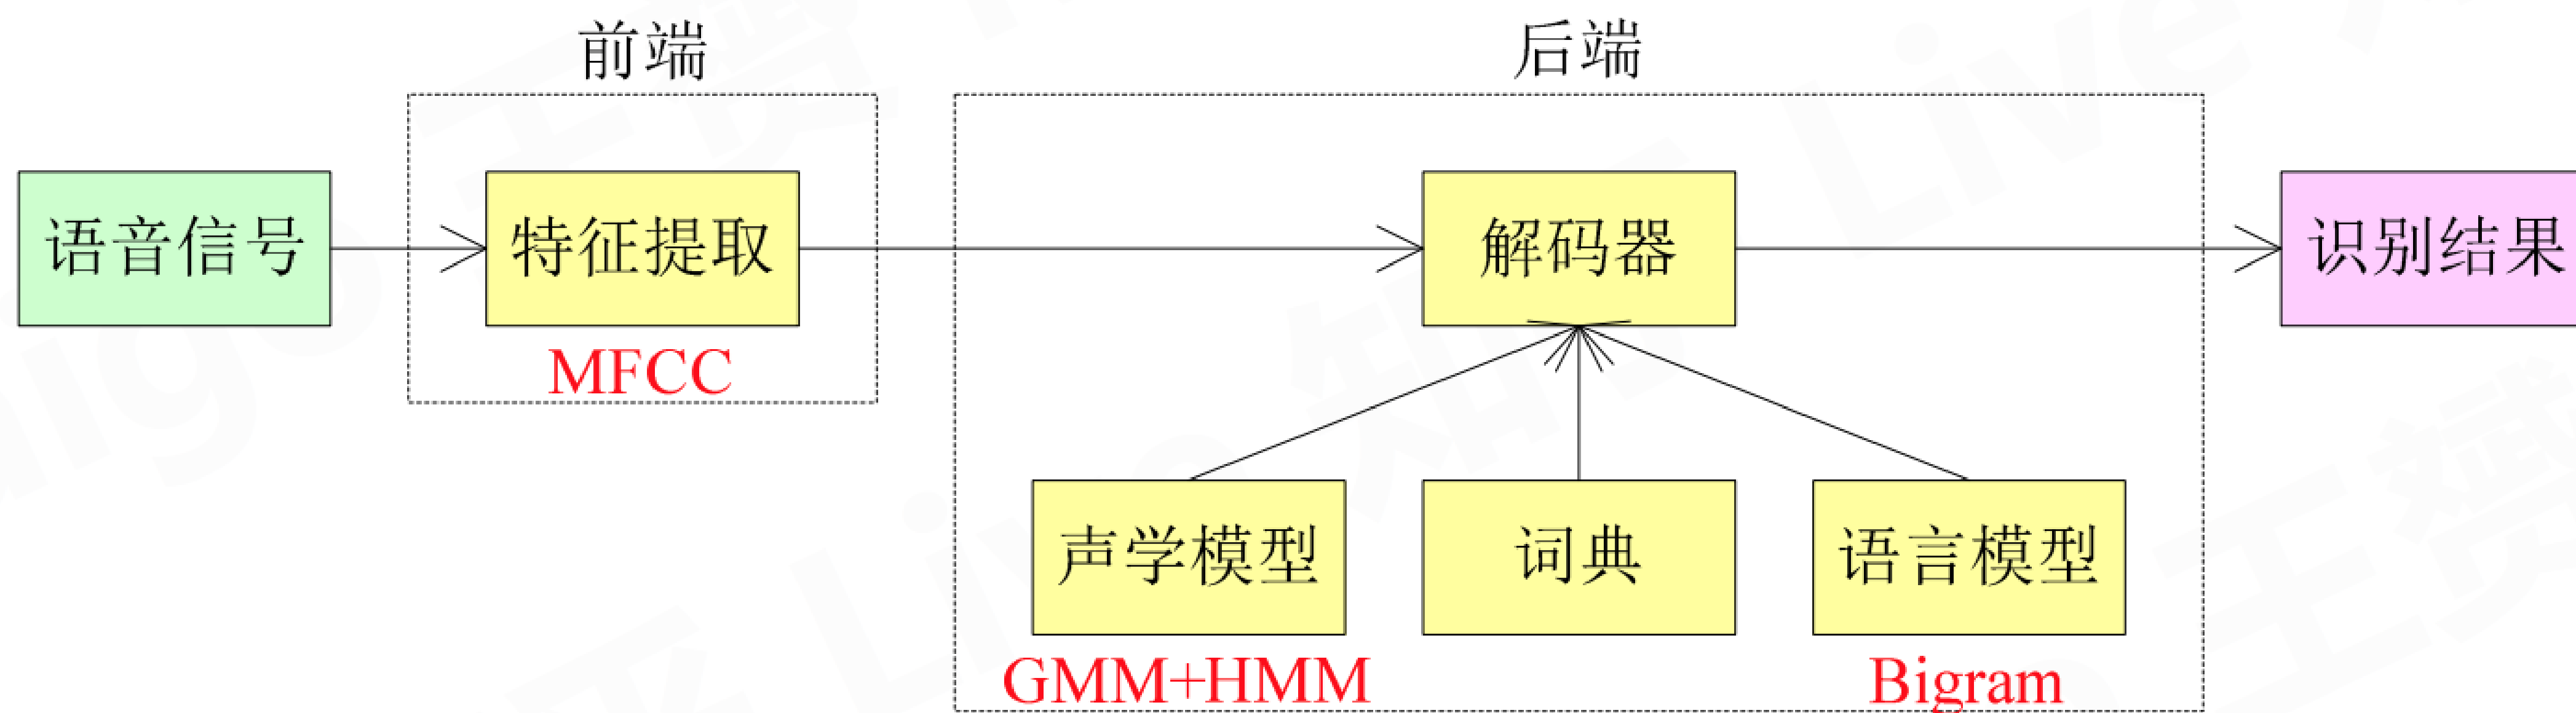 前端
后端
语音信号
特征提取
解码器
识别结果
MFCC
声学模型
词典
语言模型
GMM+HMM
Bigram